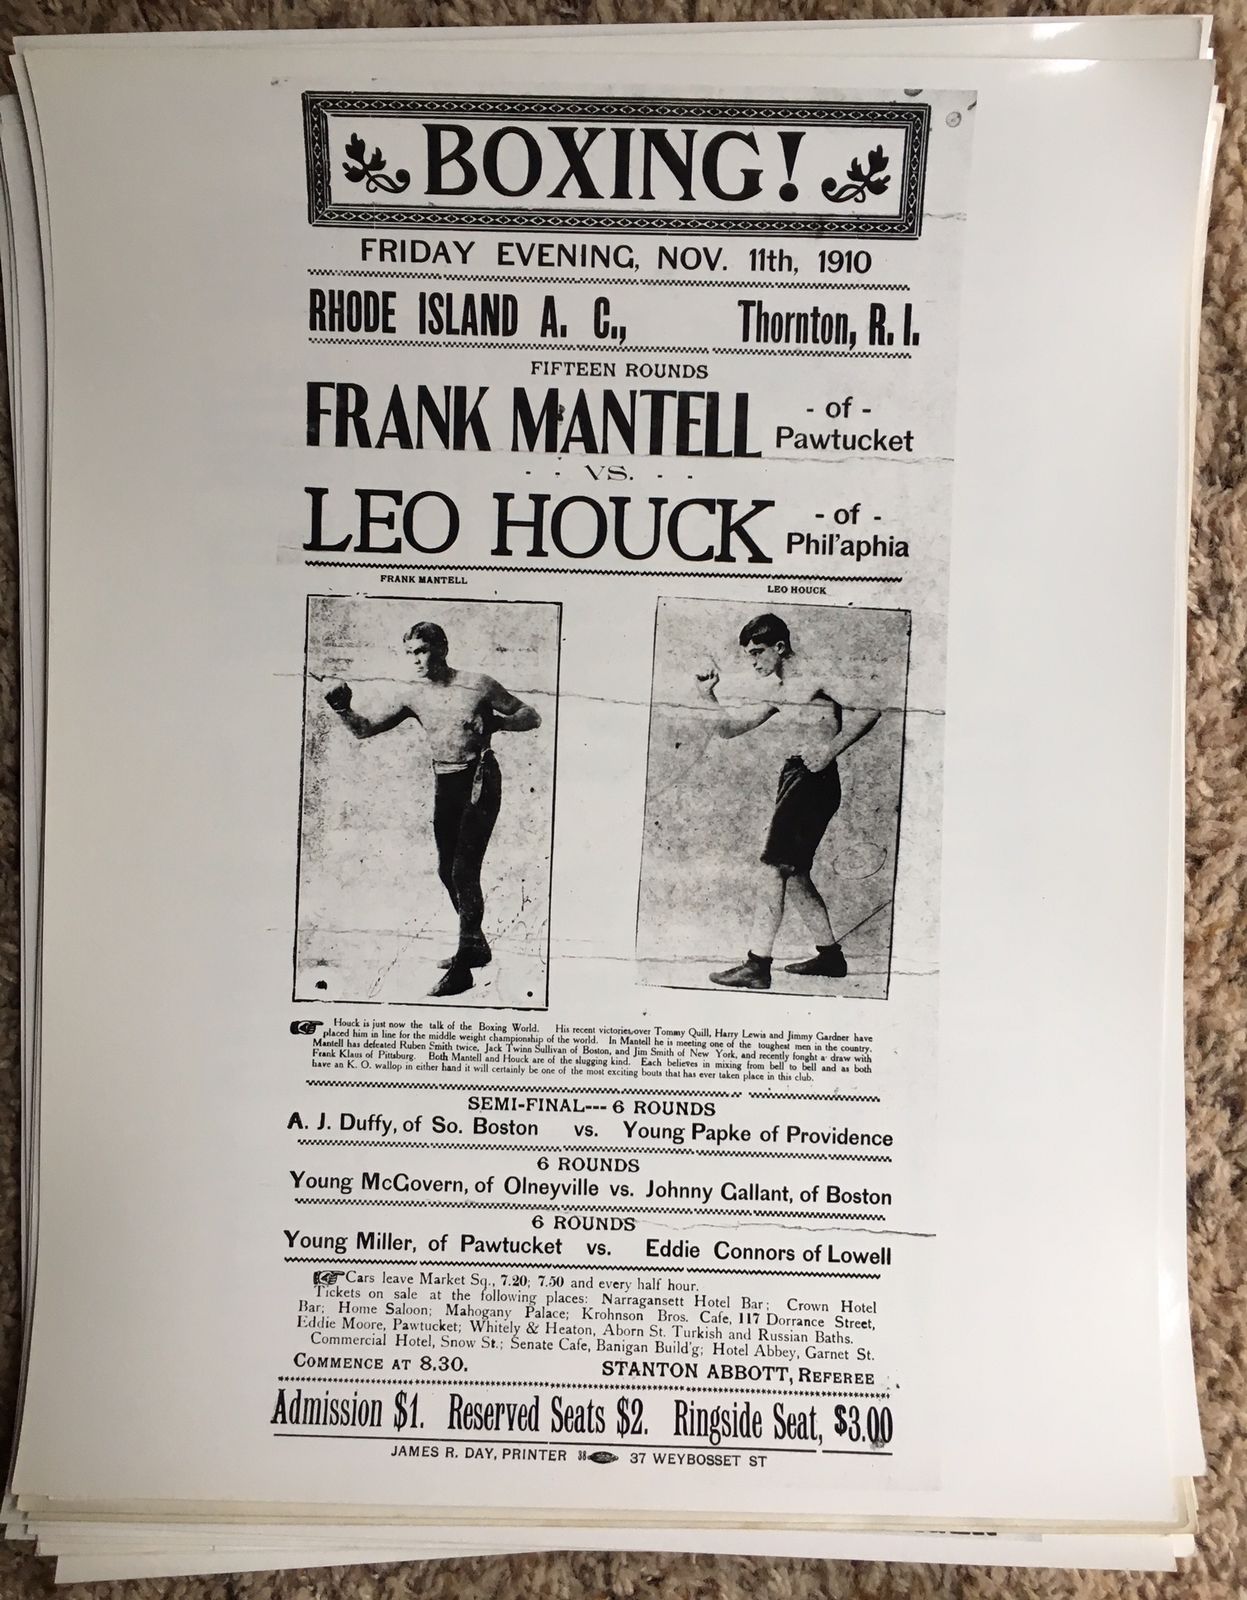 BOXING!
FRIDAY EVENING, NOV. 11th, 1910
RHODE ISLAND A. C., Thornton, R. I.
FIFTEEN ROUNDS
FRANK MANTELL - of - Pawtucket
- - VS. - -
LEO HOUCK - of - Phil'aphia
FRANK MANTELL
LEO HOUCK
Houck is just now the talk of the Boxing World. His recent victories over Tommy Quill, Harry Lewis and Jimmy Gardner have
placed him in line for the middle weight championship of the world. In Mantell he is meeting one of the toughest men in the country.
Mantell has defeated Ruben Smith twice, Jack Twinn Sullivan of Boston, and Jim Smith of New York, and recently fonght a draw with
Frank Klaus of Pittsburg. Both Mantell and Houck are of the slugging kind. Each believes in mixing from bell to bell and as both
have an K. O. wallop in either hand it will certainly be one of the most exciting bouts that has ever taken place in this club.
SEMI-FINAL--- 6 ROUNDS
A. J. Duffy, of So. Boston vs. Young Papke of Providence
6 ROUNDS
Young McGovern, of Olneyville vs. Johnny Gallant, of Boston
6 ROUNDS
Young Miller, of Pawtucket vs. Eddie Connors of Lowell
Cars leave Market Sq., 7.20; 7.50 and every half hour.
Tickets on sale at the following places: Narragansett Hotel Bar; Crown Hotel
Bar; Home Saloon; Mahogany Palace; Krohnson Bros. Cafe, 117 Dorrance Street,
Eddie Moore, Pawtucket; Whitely & Heaton, Aborn St. Turkish and Russian Baths.
Commercial Hotel, Snow St.; Senate Cafe, Banigan Build'g; Hotel Abbey, Garnet St.
COMMENCE AT 8.30. STANTON ABBOTT, REFEREE
Admission $1. Reserved Seats $2. Ringside Seat, $3.00
JAMES R. DAY, PRINTER 38 37 WEYBOSSET ST